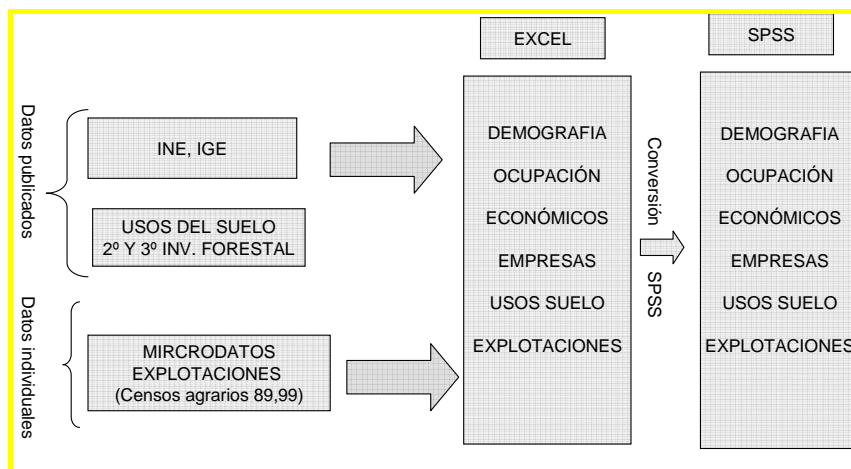 EXCEL
SPSS
Datos publicados
INE, IGE
USOS DEL SUELO
2º Y 3º INV. FORESTAL
Datos individuales
MIRCRODATOS
EXPLOTACIONES
(Censos agrarios 89,99)
DEMOGRAFIA
OCUPACIÓN
ECONÓMICOS
EMPRESAS
USOS SUELO
EXPLOTACIONES
Conversión
SPSS
DEMOGRAFIA
OCUPACIÓN
ECONÓMICOS
EMPRESAS
USOS SUELO
EXPLOTACIONES